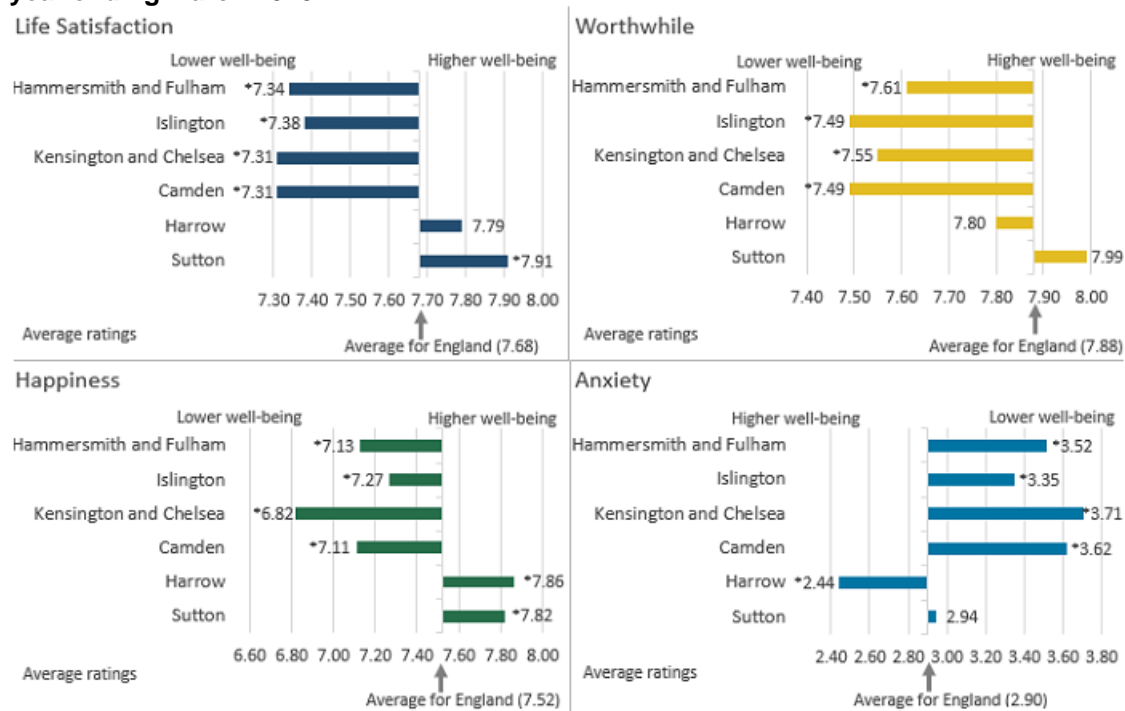 Life Satisfaction
Lower well-being Higher well-being
Hammersmith and Fulham *7.34
Islington *7.38
Kensington and Chelsea *7.31
Camden *7.31
Harrow 7.79
Sutton *7.91
7.30 7.40 7.50 7.60 7.70 7.80 7.90 8.00
Average ratings
Average for England (7.68)
Worthwhile
Lower well-being Higher well-being
Hammersmith and Fulham *7.61
Islington *7.49
Kensington and Chelsea *7.55
Camden *7.49
Harrow 7.80
Sutton 7.99
7.40 7.50 7.60 7.70 7.80 7.90 8.00
Average ratings
Average for England (7.88)
Happiness
Lower well-being Higher well-being
Hammersmith and Fulham *7.13
Islington *7.27
Kensington and Chelsea *6.82
Camden *7.11
Harrow *7.86
Sutton *7.82
6.60 6.80 7.00 7.20 7.40 7.60 7.80 8.00
Average ratings
Average for England (7.52)
Anxiety
Higher well-being Lower well-being
Hammersmith and Fulham *3.52
Islington *3.35
Kensington and Chelsea *3.71
Camden *3.62
Harrow *2.44
Sutton 2.94
2.40 2.60 2.80 3.00 3.20 3.40 3.60 3.80
Average ratings
Average for England (2.90)